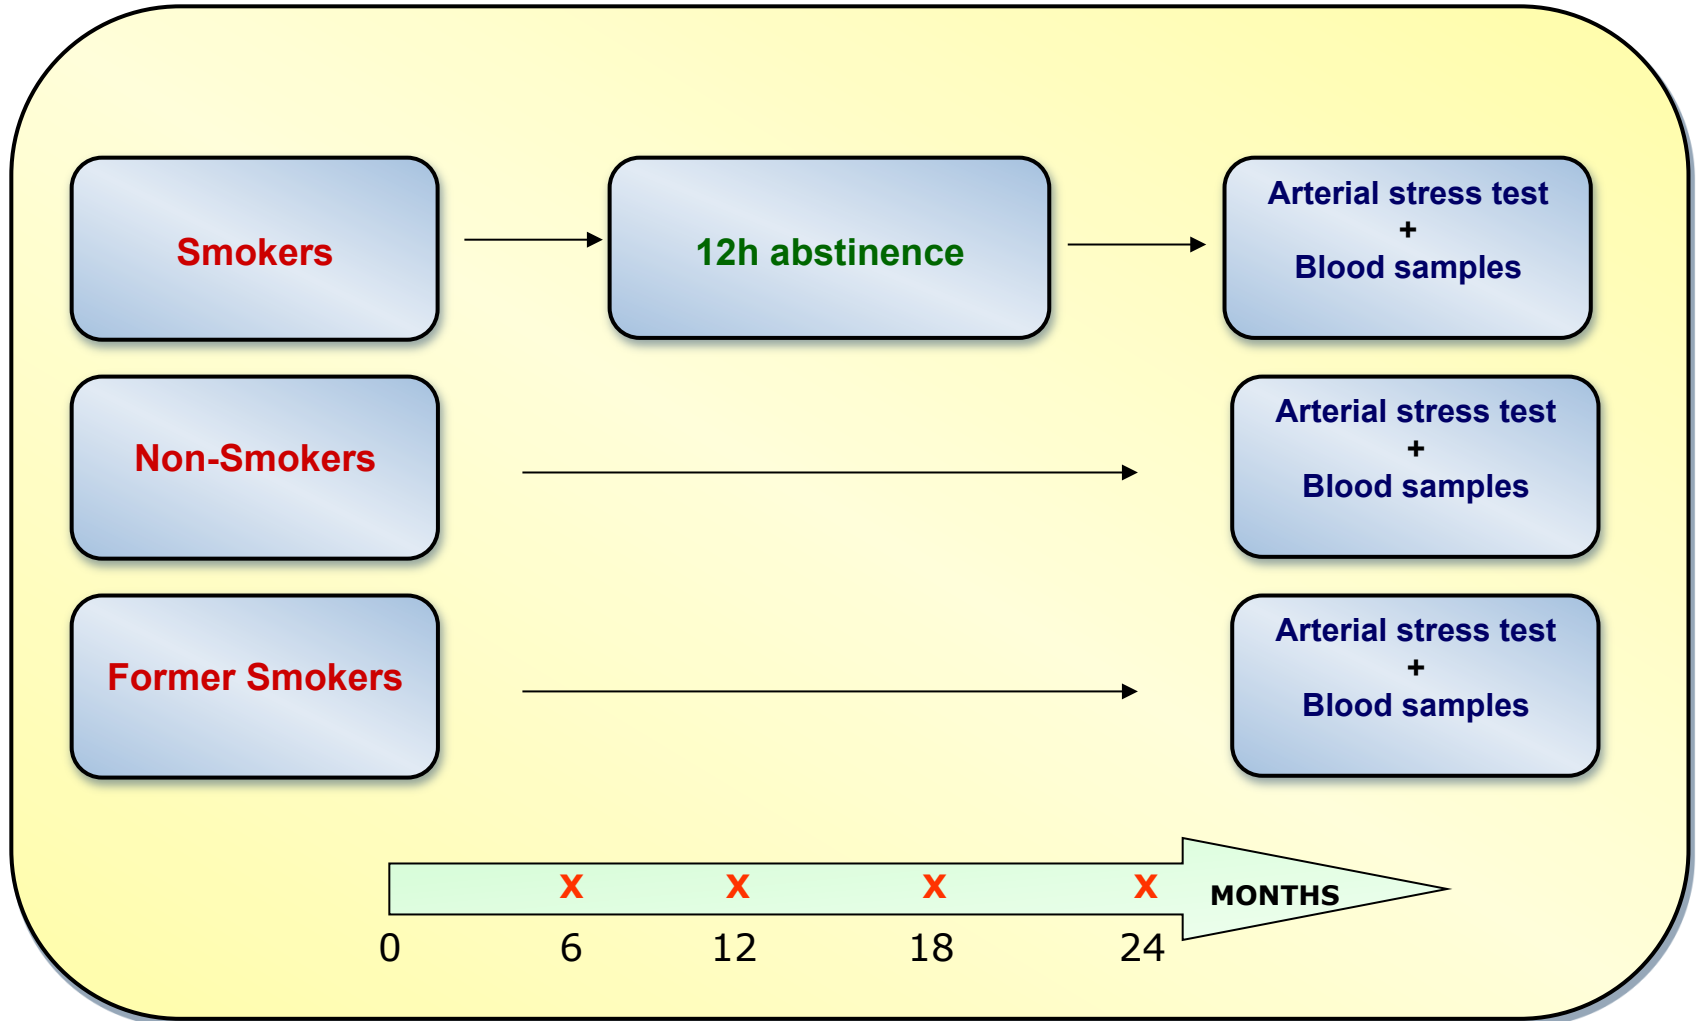 Smokers
12h abstinence
Arterial stress test
+
Blood samples
Non-Smokers
Arterial stress test
+
Blood samples
Former Smokers
Arterial stress test
+
Blood samples
X X X X MONTHS
0 6 12 18 24